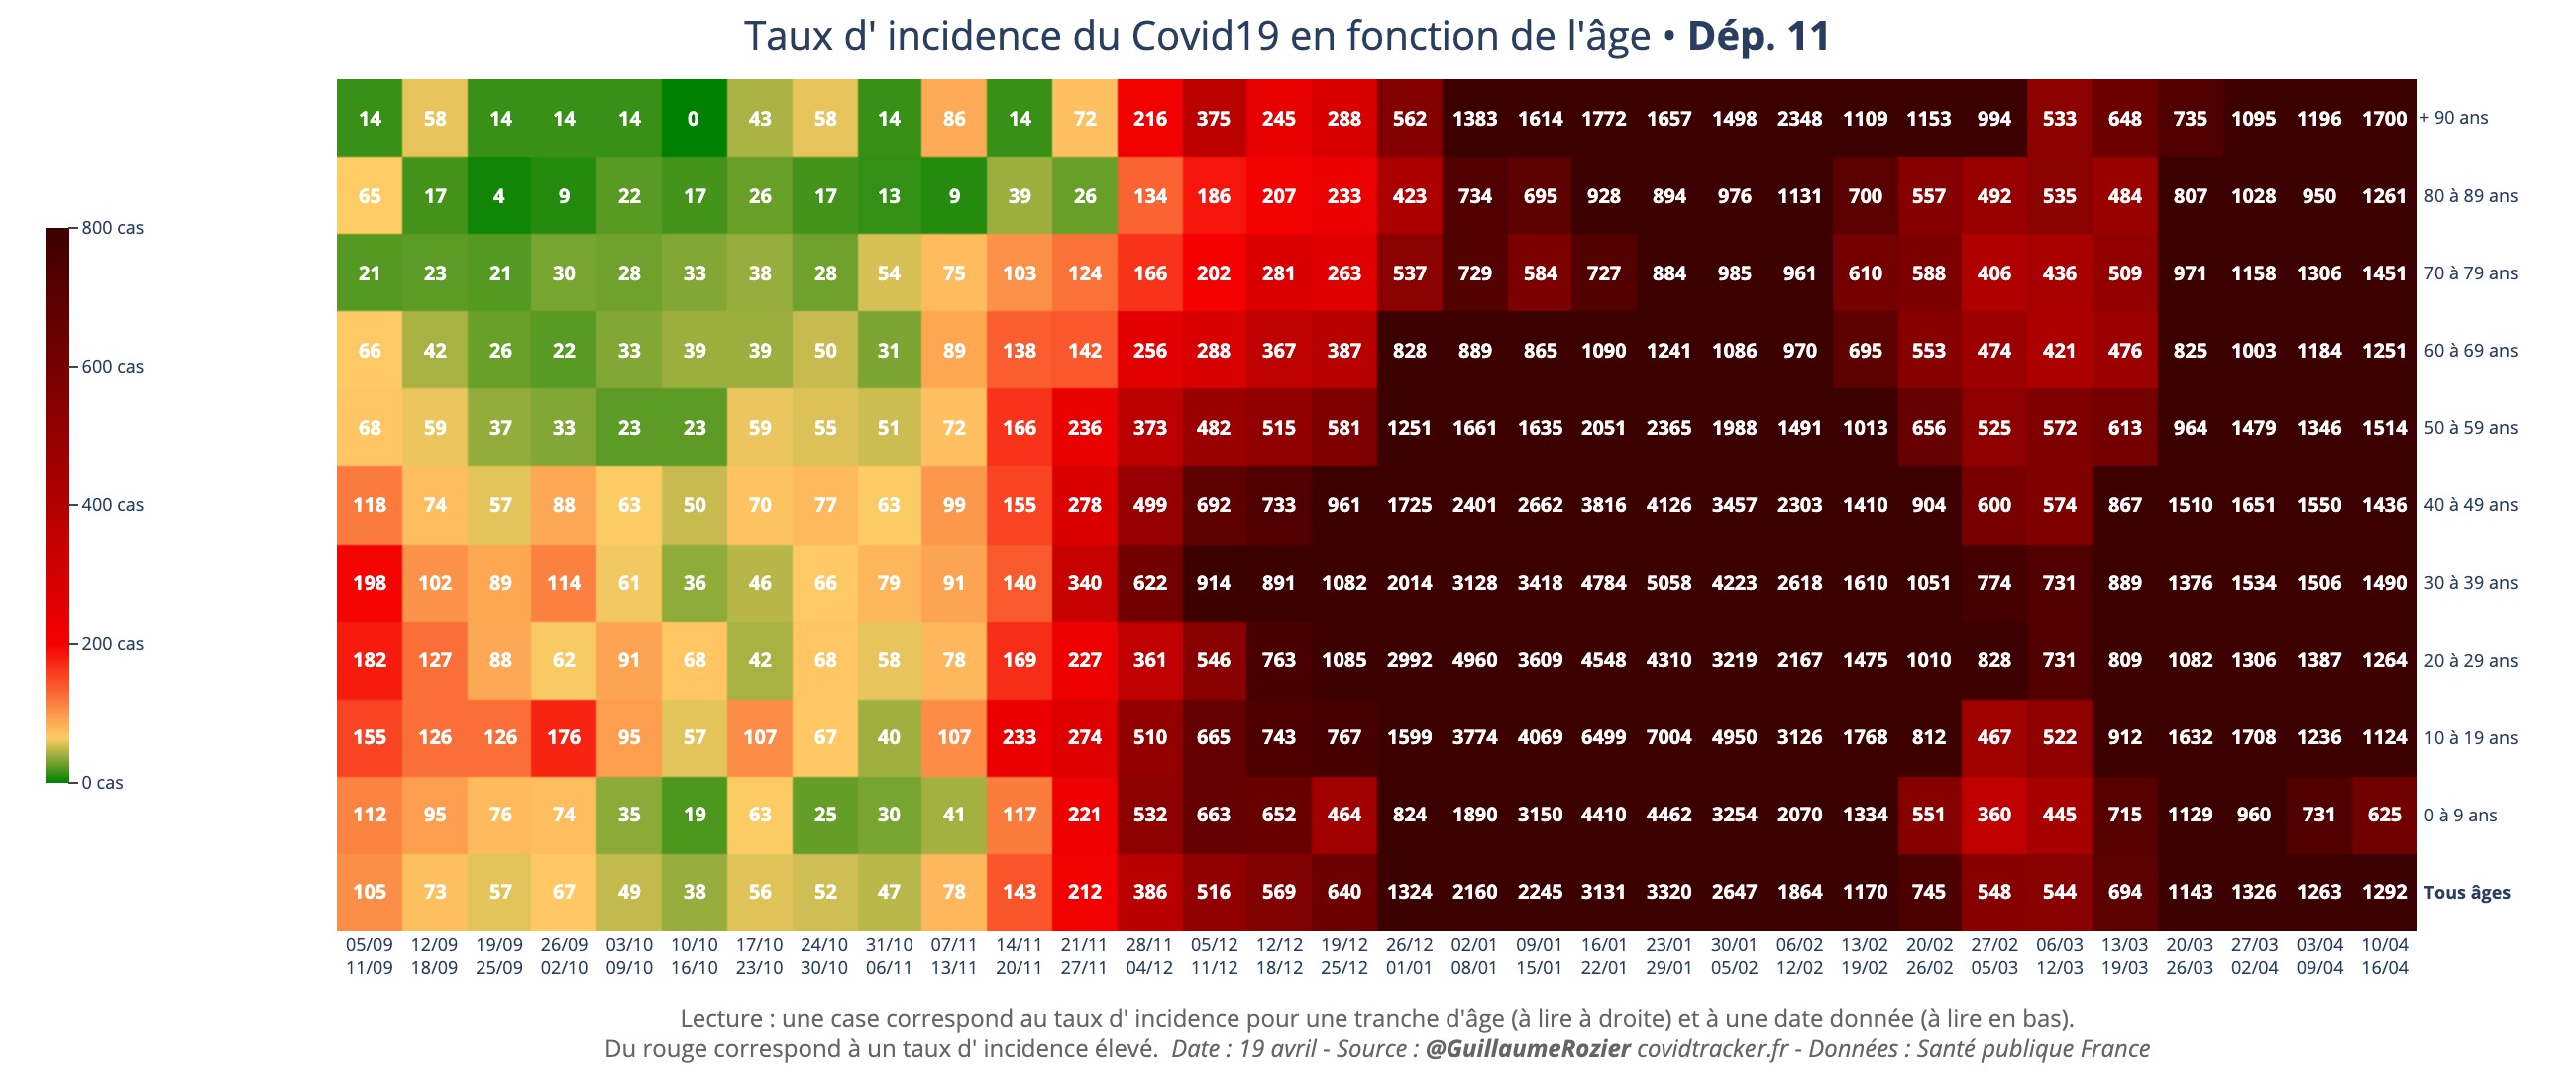 Taux d' incidence du Covid19 en fonction de l'âge • Dép. 11
14 58 14 14 14 0 43 58 14 86 14 72 216 375 245 288 562 1383 1614 1772 1657 1498 2348 1109 1153 994 533 648 735 1095 1196 1700 + 90 ans
65 17 4 9 22 17 26 17 13 9 39 26 134 186 207 233 423 734 695 928 894 976 1131 700 557 492 535 484 807 1028 950 1261 80 à 89 ans
21 23 21 30 28 33 38 28 54 75 103 124 166 202 281 263 537 729 584 727 884 985 961 610 588 406 436 509 971 1158 1306 1451 70 à 79 ans
66 42 26 22 33 39 39 50 31 89 138 142 256 288 367 387 828 889 865 1090 1241 1086 970 695 553 474 421 476 825 1003 1184 1251 60 à 69 ans
68 59 37 33 23 23 59 55 51 72 166 236 373 482 515 581 1251 1661 1635 2051 2365 1988 1491 1013 656 525 572 613 964 1479 1346 1514 50 à 59 ans
118 74 57 88 63 50 70 77 63 99 155 278 499 692 733 961 1725 2401 2662 3816 4126 3457 2303 1410 904 600 574 867 1510 1651 1550 1436 40 à 49 ans
198 102 89 114 61 36 46 66 79 91 140 340 622 914 891 1082 2014 3128 3418 4784 5058 4223 2618 1610 1051 774 731 889 1376 1534 1506 1490 30 à 39 ans
182 127 88 62 91 68 42 68 58 78 169 227 361 546 763 1085 2992 4960 3609 4548 4310 3219 2167 1475 1010 828 731 809 1082 1306 1387 1264 20 à 29 ans
155 126 126 176 95 57 107 67 40 107 233 274 510 665 743 767 1599 3774 4069 6499 7004 4950 3126 1768 812 467 522 912 1632 1708 1236 1124 10 à 19 ans
112 95 76 74 35 19 63 25 30 41 117 221 532 663 652 464 824 1890 3150 4410 4462 3254 2070 1334 551 360 445 715 1129 960 731 625 0 à 9 ans
105 73 57 67 49 38 56 52 47 78 143 212 386 516 569 640 1324 2160 2245 3131 3320 2647 1864 1170 745 548 544 694 1143 1326 1263 1292 Tous âges
05/09 12/09 19/09 26/09 03/10 10/10 17/10 24/10 31/10 07/11 14/11 21/11 28/11 05/12 12/12 19/12 26/12 02/01 09/01 16/01 23/01 30/01 06/02 13/02 20/02 27/02 06/03 13/03 20/03 27/03 03/04 10/04
11/09 18/09 25/09 02/10 09/10 16/10 23/10 30/10 06/11 13/11 20/11 27/11 04/12 11/12 18/12 25/12 01/01 08/01 15/01 22/01 29/01 05/02 12/02 19/02 26/02 05/03 12/03 19/03 26/03 02/04 09/04 16/04
800 cas
600 cas
400 cas
200 cas
0 cas
Lecture : une case correspond au taux d' incidence pour une tranche d'âge (à lire à droite) et à une date donnée (à lire en bas).
Du rouge correspond à un taux d' incidence élevé. Date : 19 avril - Source : @GuillaumeRozier covidtracker.fr - Données : Santé publique France